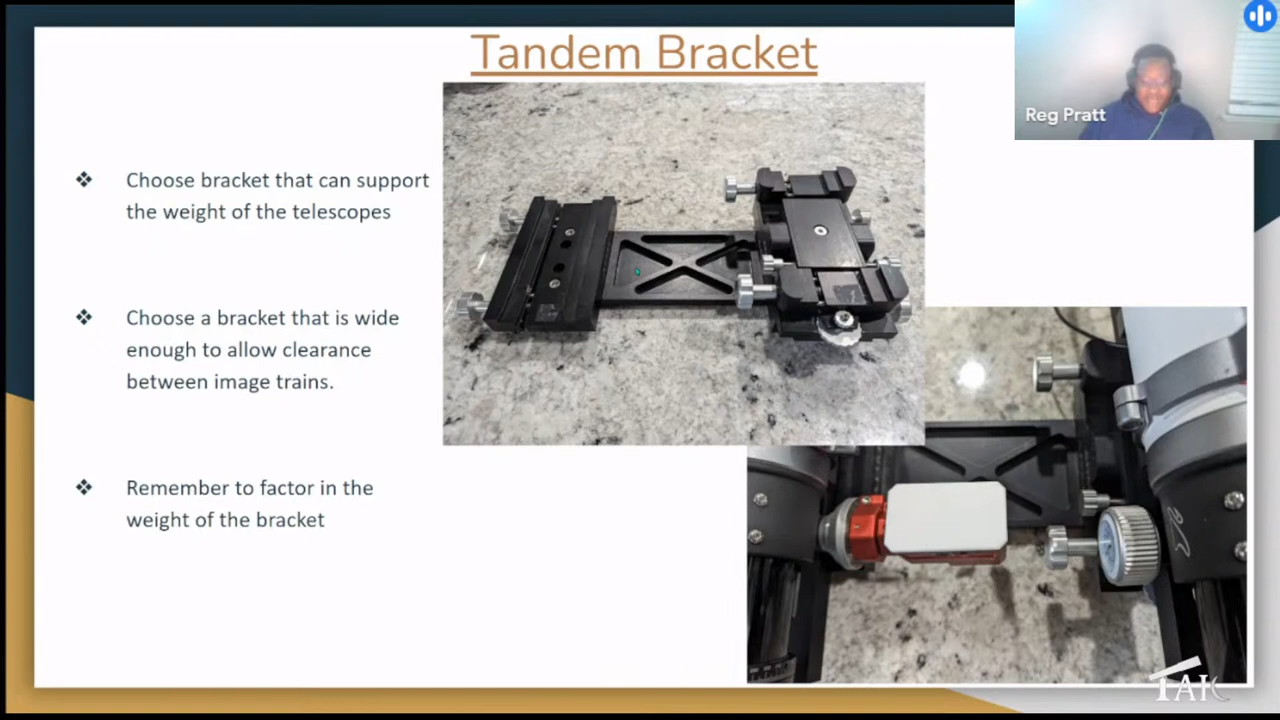 Tandem Bracket
Reg Pratt
❖ Choose bracket that can support
the weight of the telescopes
❖ Choose a bracket that is wide
enough to allow clearance
between image trains.
❖ Remember to factor in the
weight of the bracket
TAIC